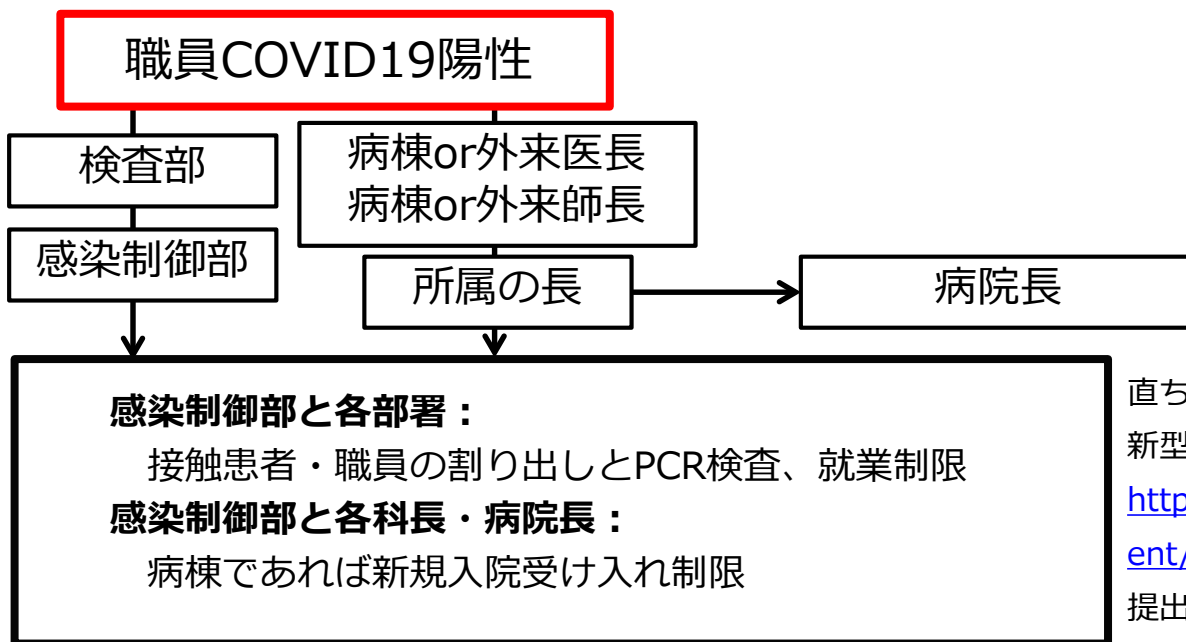 職員COVID19陽性
検査部
病棟or外来医長
病棟or外来師長
感染制御部
所属の長
病院長
感染制御部と各部署：
接触患者・職員の割り出しとPCR検査、就業制限
感染制御部と各科長・病院長：
病棟であれば新規入院受け入れ制限
直ち
新型
http
ent/
提出